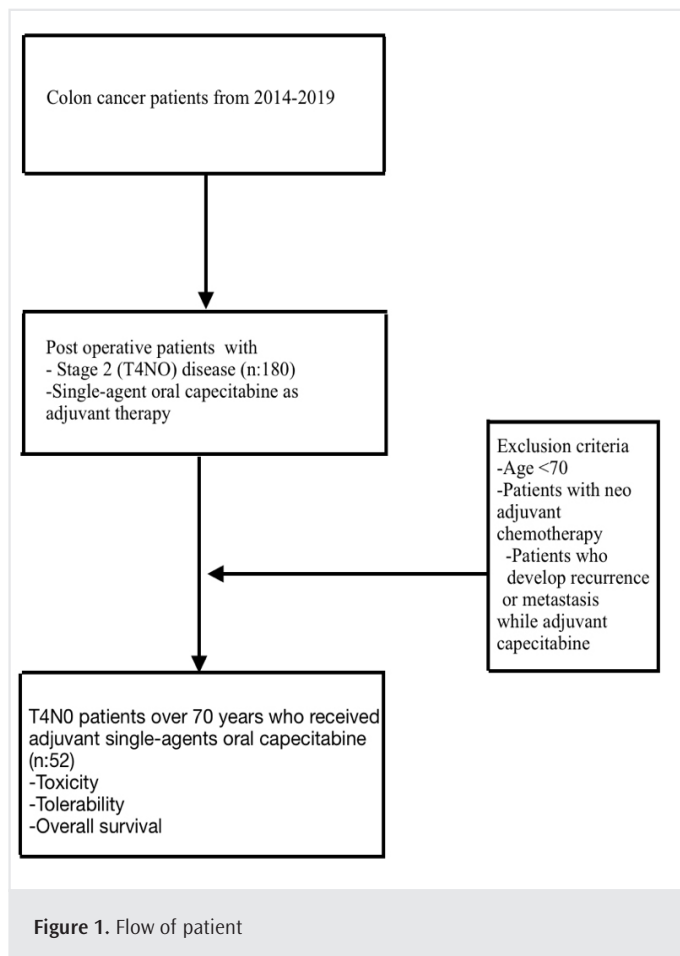 Colon cancer patients from 2014-2019
Post operative patients with
- Stage 2 (T4NO) disease (n:180)
-Single-agent oral capecitabine as
adjuvant therapy
Exclusion criteria
-Age <70
-Patients with neo
adjuvant
chemotherapy
-Patients who
develop recurrence
or metastasis
while adjuvant
capecitabine
T4N0 patients over 70 years who received
adjuvant single-agents oral capecitabine
(n:52)
-Toxicity
-Tolerability
-Overall survival
Figure 1. Flow of patient